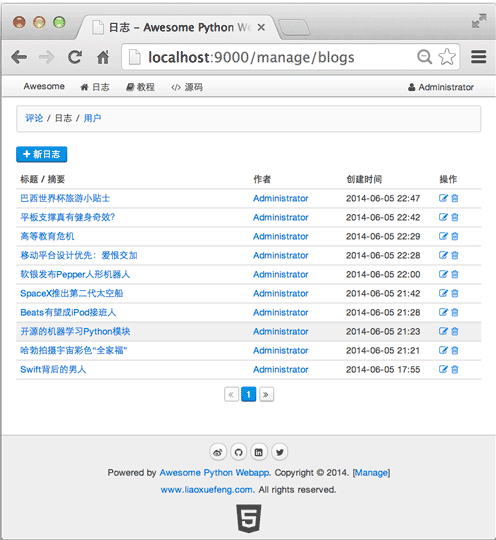 日志 - Awesome Python W
localhost:9000/manage/blogs
Awesome 日志 教程 源码 Administrator
评论 / 日志 / 用户
新日志
标题 / 摘要 作者 创建时间 操作
巴西世界杯旅游小贴士 Administrator 2014-06-05 22:47
平板支撑真有健身奇效? Administrator 2014-06-05 22:42
高等教育危机 Administrator 2014-06-05 22:29
移动平台设计优先：爱恨交加 Administrator 2014-06-05 22:28
软银发布Pepper人形机器人 Administrator 2014-06-05 22:00
SpaceX推出第二代太空船 Administrator 2014-06-05 21:42
Beats有望成iPod接班人 Administrator 2014-06-05 21:28
开源的机器学习Python模块 Administrator 2014-06-05 21:23
哈勃拍摄宇宙彩色“全家福” Administrator 2014-06-05 21:21
Swift背后的男人 Administrator 2014-06-05 17:55
« 1 »
Powered by Awesome Python Webapp. Copyright © 2014. [Manage]
www.liaoxuefeng.com. All rights reserved.